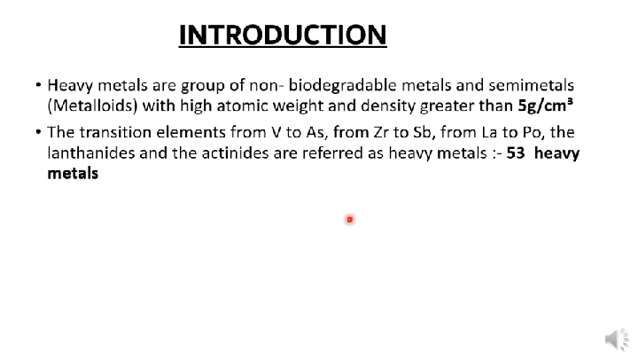 INTRODUCTION
• Heavy metals are group of non- biodegradable metals and semimetals
(Metalloids) with high atomic weight and density greater than 5g/cm³
• The transition elements from V to As, from Zr to Sb, from La to Po, the
lanthanides and the actinides are referred as heavy metals :- 53 heavy
metals